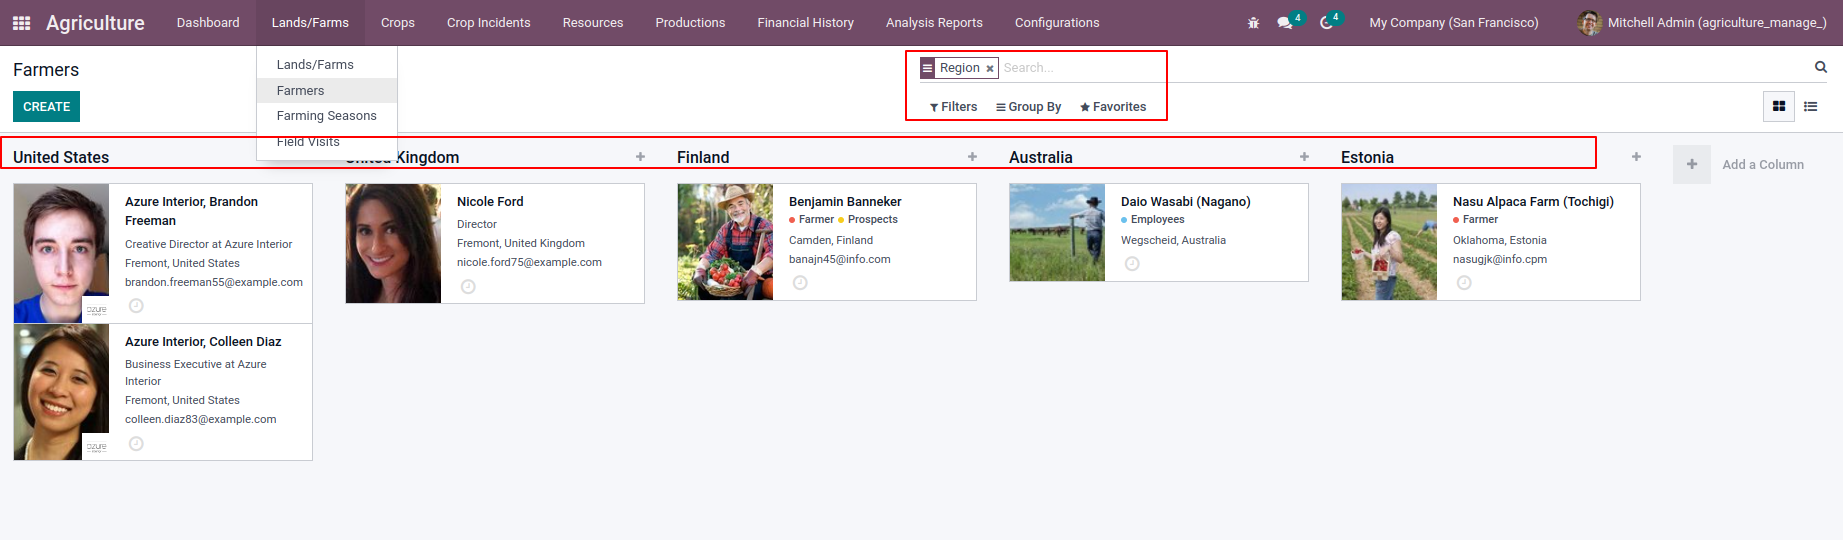 Agriculture Dashboard Lands/Farms Crops Crop Incidents Resources Productions Financial History Analysis Reports Configurations 4 4 My Company (San Francisco) Mitchell Admin (agriculture_manage_)
Farmers
CREATE
Lands/Farms
Farmers
Farming Seasons
Field Visits
Region × Search...
Filters Group By Favorites
United States
Azure Interior, Brandon
Freeman
Creative Director at Azure Interior
Fremont, United States
brandon.freeman55@example.com
azure
Azure Interior, Colleen Diaz
Business Executive at Azure
Interior
Fremont, United States
colleen.diaz83@example.com
azure
United Kingdom +
Nicole Ford
Director
Fremont, United Kingdom
nicole.ford75@example.com
Finland +
Benjamin Banneker
Farmer Prospects
Camden, Finland
banajn45@info.com
Australia +
Daio Wasabi (Nagano)
Employees
Wegscheid, Australia
Estonia +
Nasu Alpaca Farm (Tochigi)
Farmer
Oklahoma, Estonia
nasugjk@info.cpm
+ Add a Column